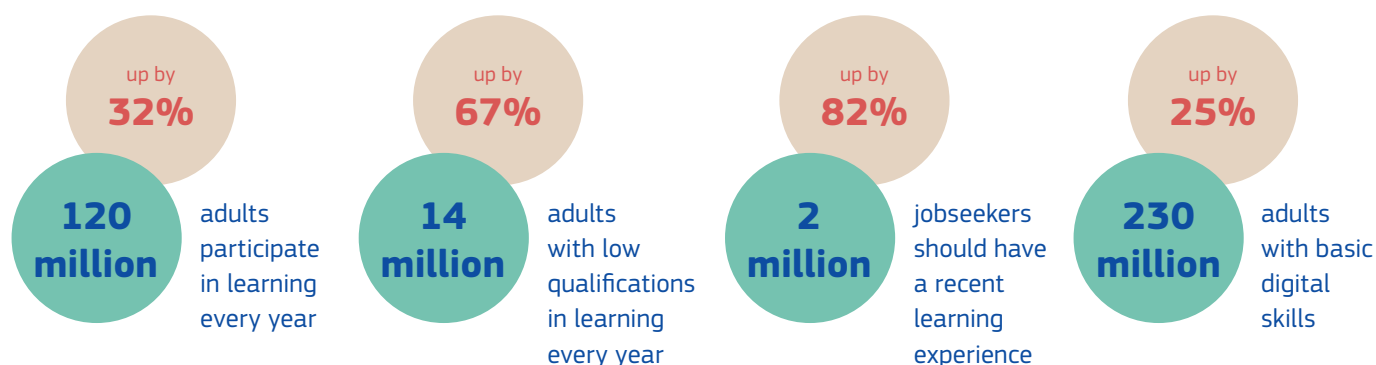 up by
32%
120
million
adults
participate
in learning
every year
up by
67%
14
million
adults
with low
qualifications
in learning
every year
up by
82%
2
million
jobseekers
should have
a recent
learning
experience
up by
25%
230
million
adults
with basic
digital
skills